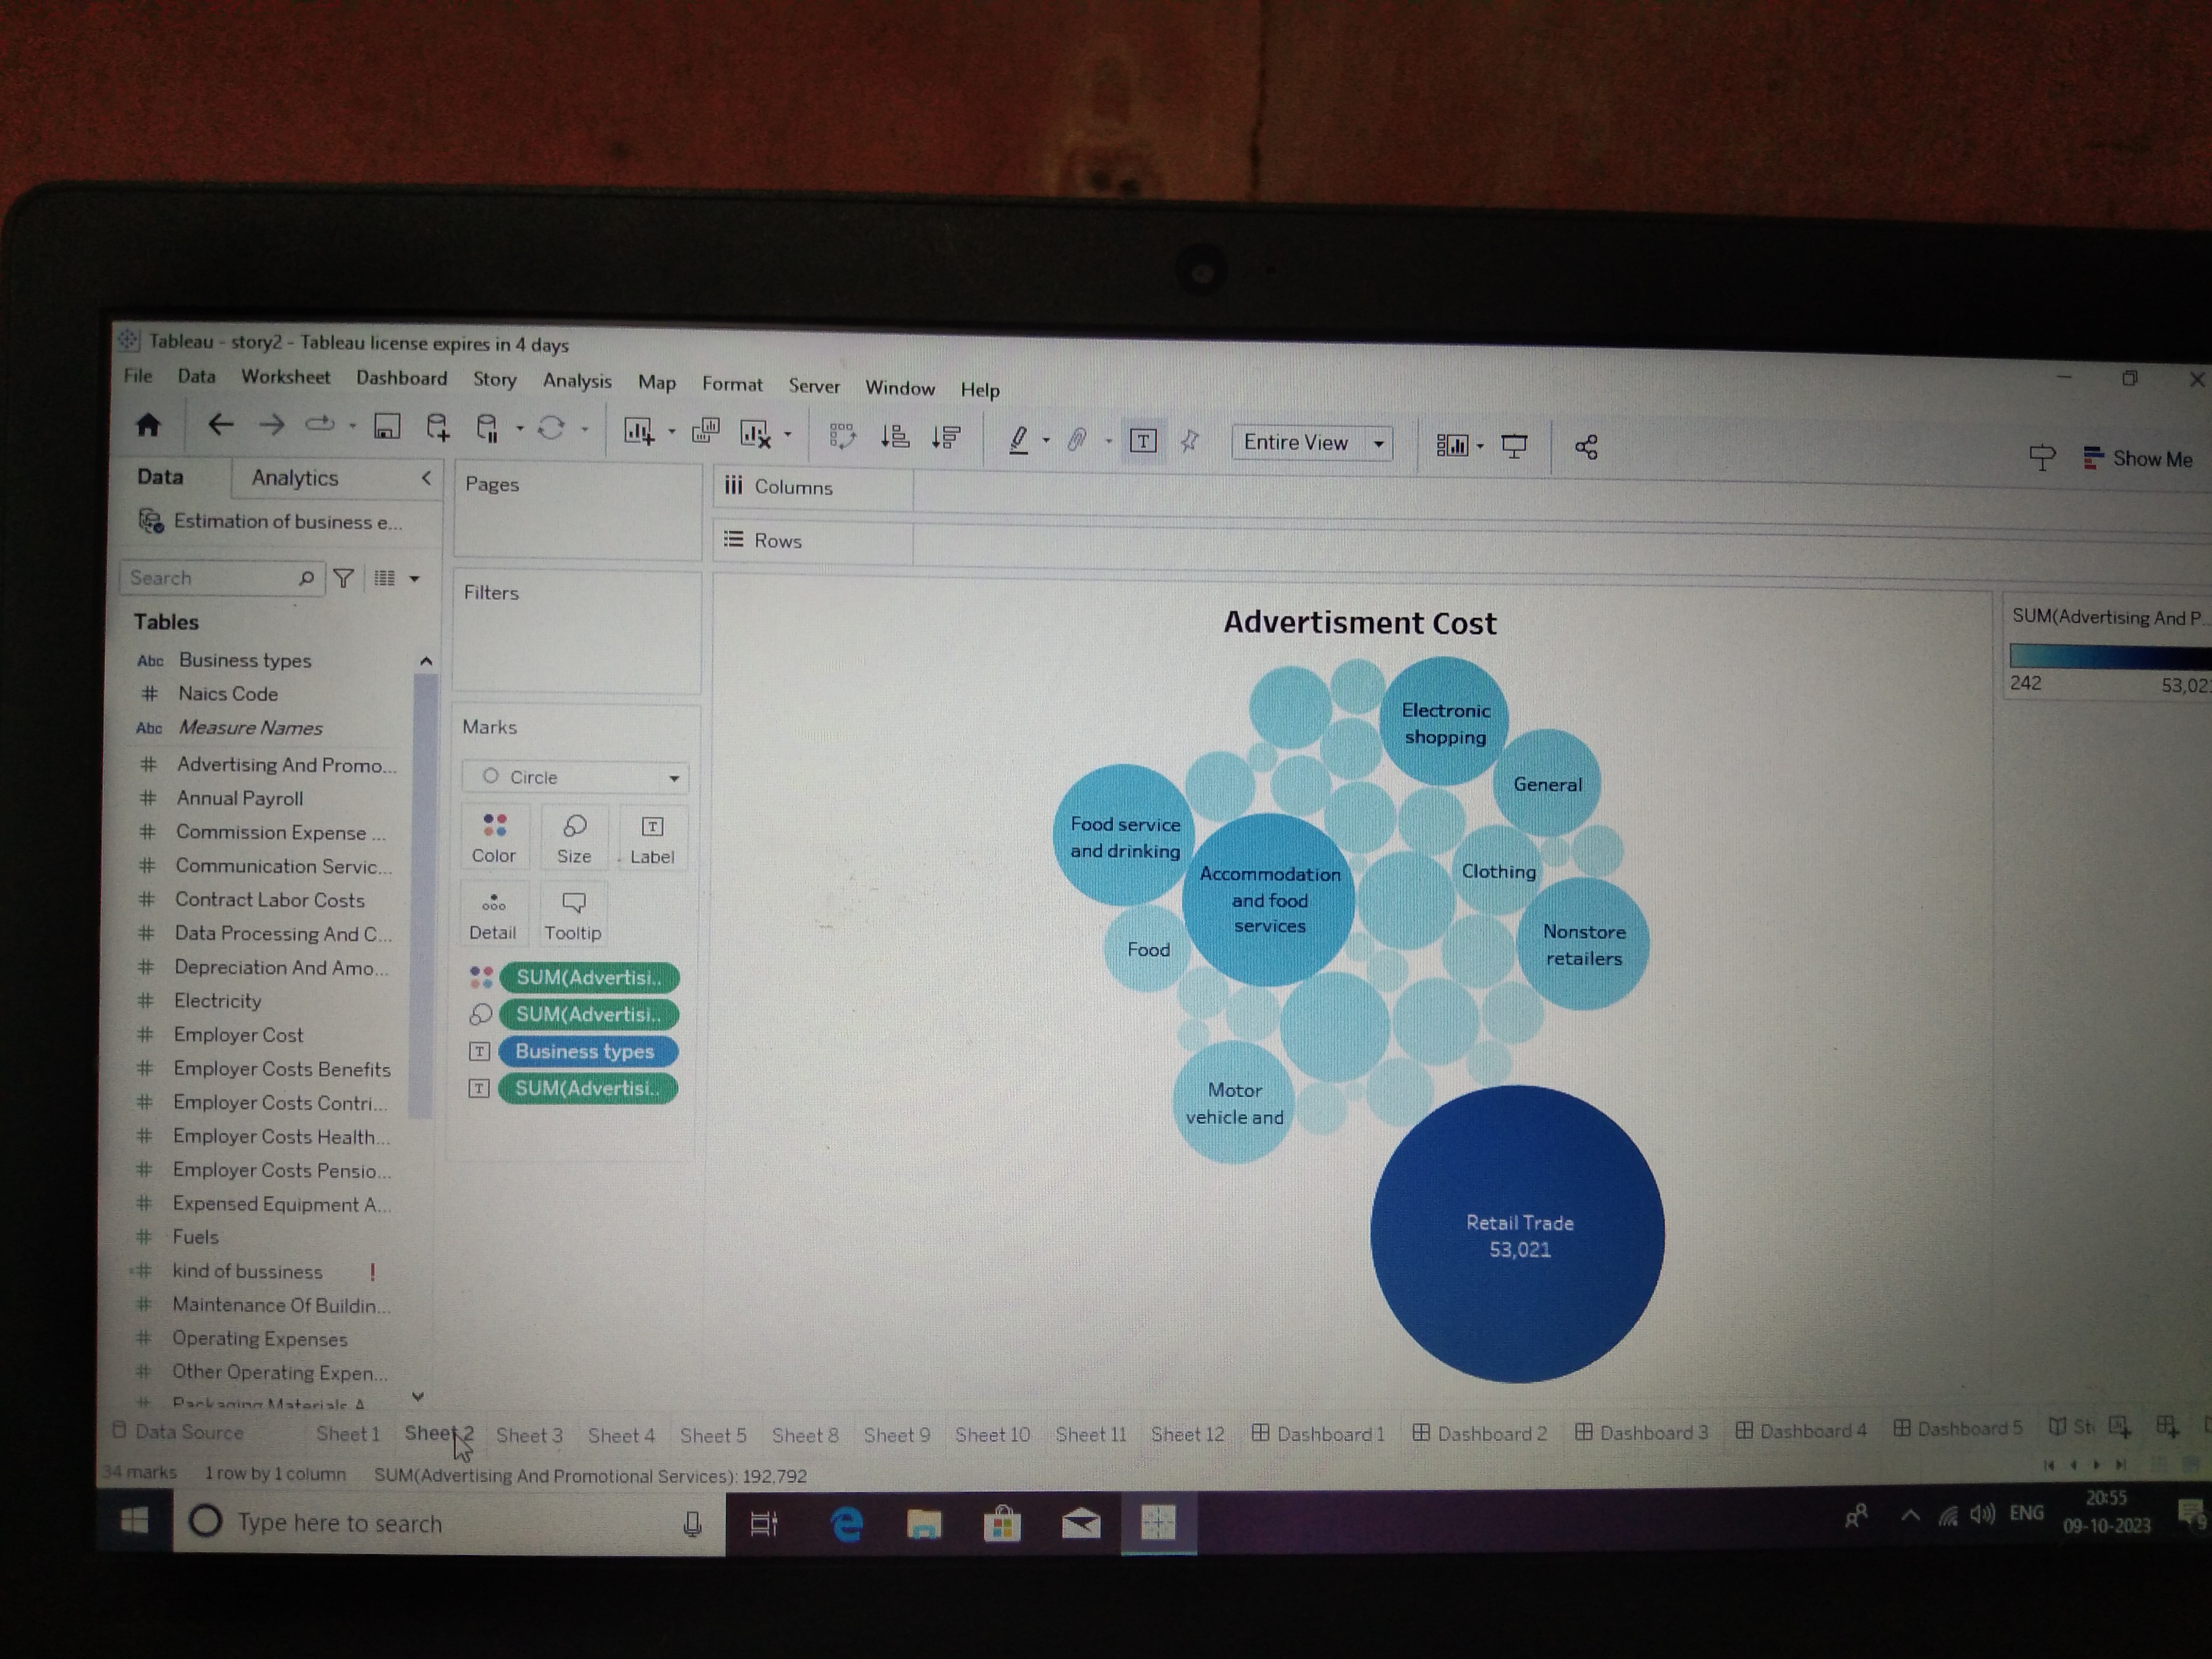 Tableau - story2 - Tableau license expires in 4 days
File Data Worksheet Dashboard Story Analysis Map Format Server Window Help
Entire View
Show Me
Data Analytics
Estimation of business e...
Search
Tables
Abc Business types
# Naics Code
Abc Measure Names
# Advertising And Promo...
# Annual Payroll
# Commission Expense ...
# Communication Servic...
# Contract Labor Costs
# Data Processing And C...
# Depreciation And Amo...
# Electricity
# Employer Cost
# Employer Costs Benefits
# Employer Costs Contri...
# Employer Costs Health...
# Employer Costs Pensio...
# Expensed Equipment A...
# Fuels
# kind of bussiness !
# Maintenance Of Buildin...
# Operating Expenses
# Other Operating Expen...
# Packaging Materials A
Pages
Filters
Marks
Circle
Color Size Label
Detail Tooltip
SUM(Advertisi..
SUM(Advertisi..
Business types
SUM(Advertisi..
Columns
Rows
Advertisment Cost
Electronic
shopping
General
Food service
and drinking
Accommodation
and food
services
Clothing
Nonstore
retailers
Food
Motor
vehicle and
Retail Trade
53,021
SUM(Advertising And P...
242 53,021
Data Source Sheet 1 Sheet 2 Sheet 3 Sheet 4 Sheet 5 Sheet 8 Sheet 9 Sheet 10 Sheet 11 Sheet 12 Dashboard 1 Dashboard 2 Dashboard 3 Dashboard 4 Dashboard 5
34 marks 1 row by 1 column SUM(Advertising And Promotional Services): 192,792
Type here to search
ENG
20:55
09-10-2023